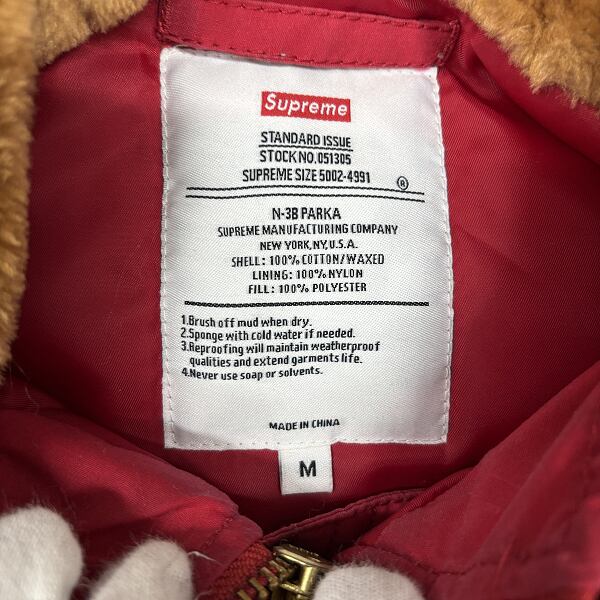 Supreme
STANDARD ISSUE
STOCK NO. 051305
SUPREME SIZE 5002-4991 ®
N-3B PARKA
SUPREME MANUFACTURING COMPANY
NEW YORK, NY, U.S.A.
SHELL: 100% COTTON/WAXED
LINING: 100% NYLON
FILL: 100% POLYESTER
1.Brush off mud when dry.
2.Sponge with cold water if needed.
3.Reproofing will maintain weatherproof
qualities and extend garments life.
4.Never use soap or solvents.
MADE IN CHINA
M